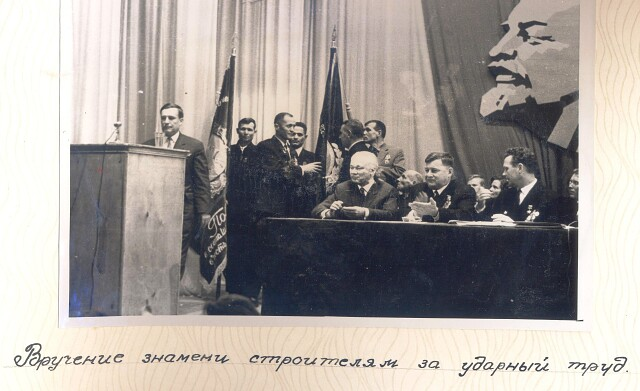 Вручение знамени строителям за ударный труд.